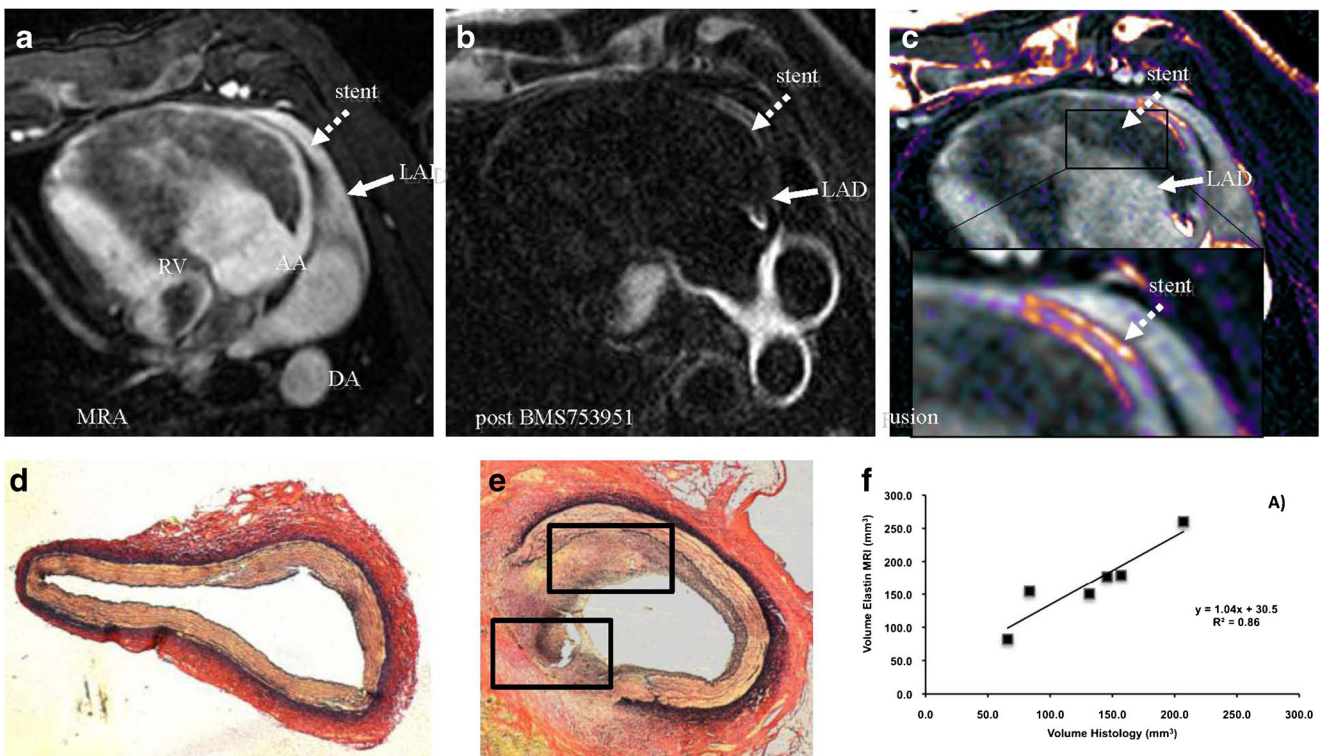 a
stent
LAD
RV
AA
DA
MRA
b
stent
LAD
post BMS753951
c
stent
LAD
stent
fusion
d
e
f
A)
Volume Elastin MRI (mm³)
300.0
250.0
200.0
150.0
100.0
50.0
0.0
y = 1.04x + 30.5
R² = 0.86
0.0 50.0 100.0 150.0 200.0 250.0 300.0
Volume Histology (mm³)